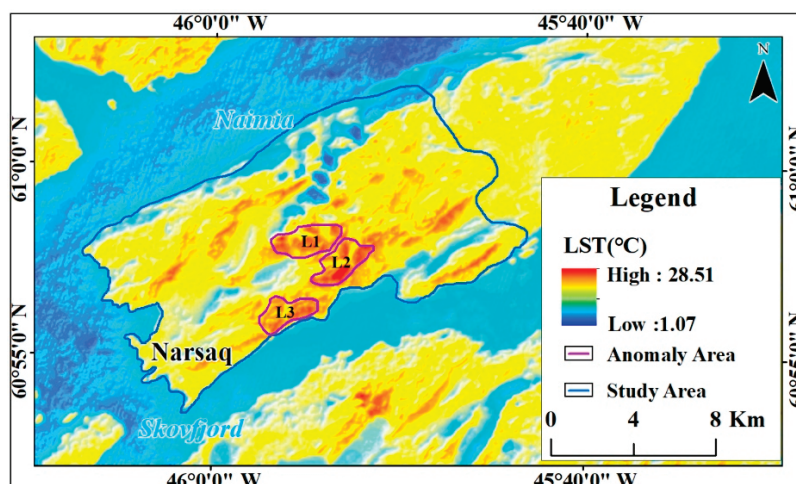 46°0'0" W 45°40'0" W
N
Naimia
61°0'0" N
61°0'0" N
Legend
L1
LST(°C)
L2
High : 28.51
L3
Low :1.07
Narsaq
Anomaly Area
60°55'0" N
60°55'0" N
Study Area
Skovfjord
0 4 8 Km
46°0'0" W 45°40'0" W